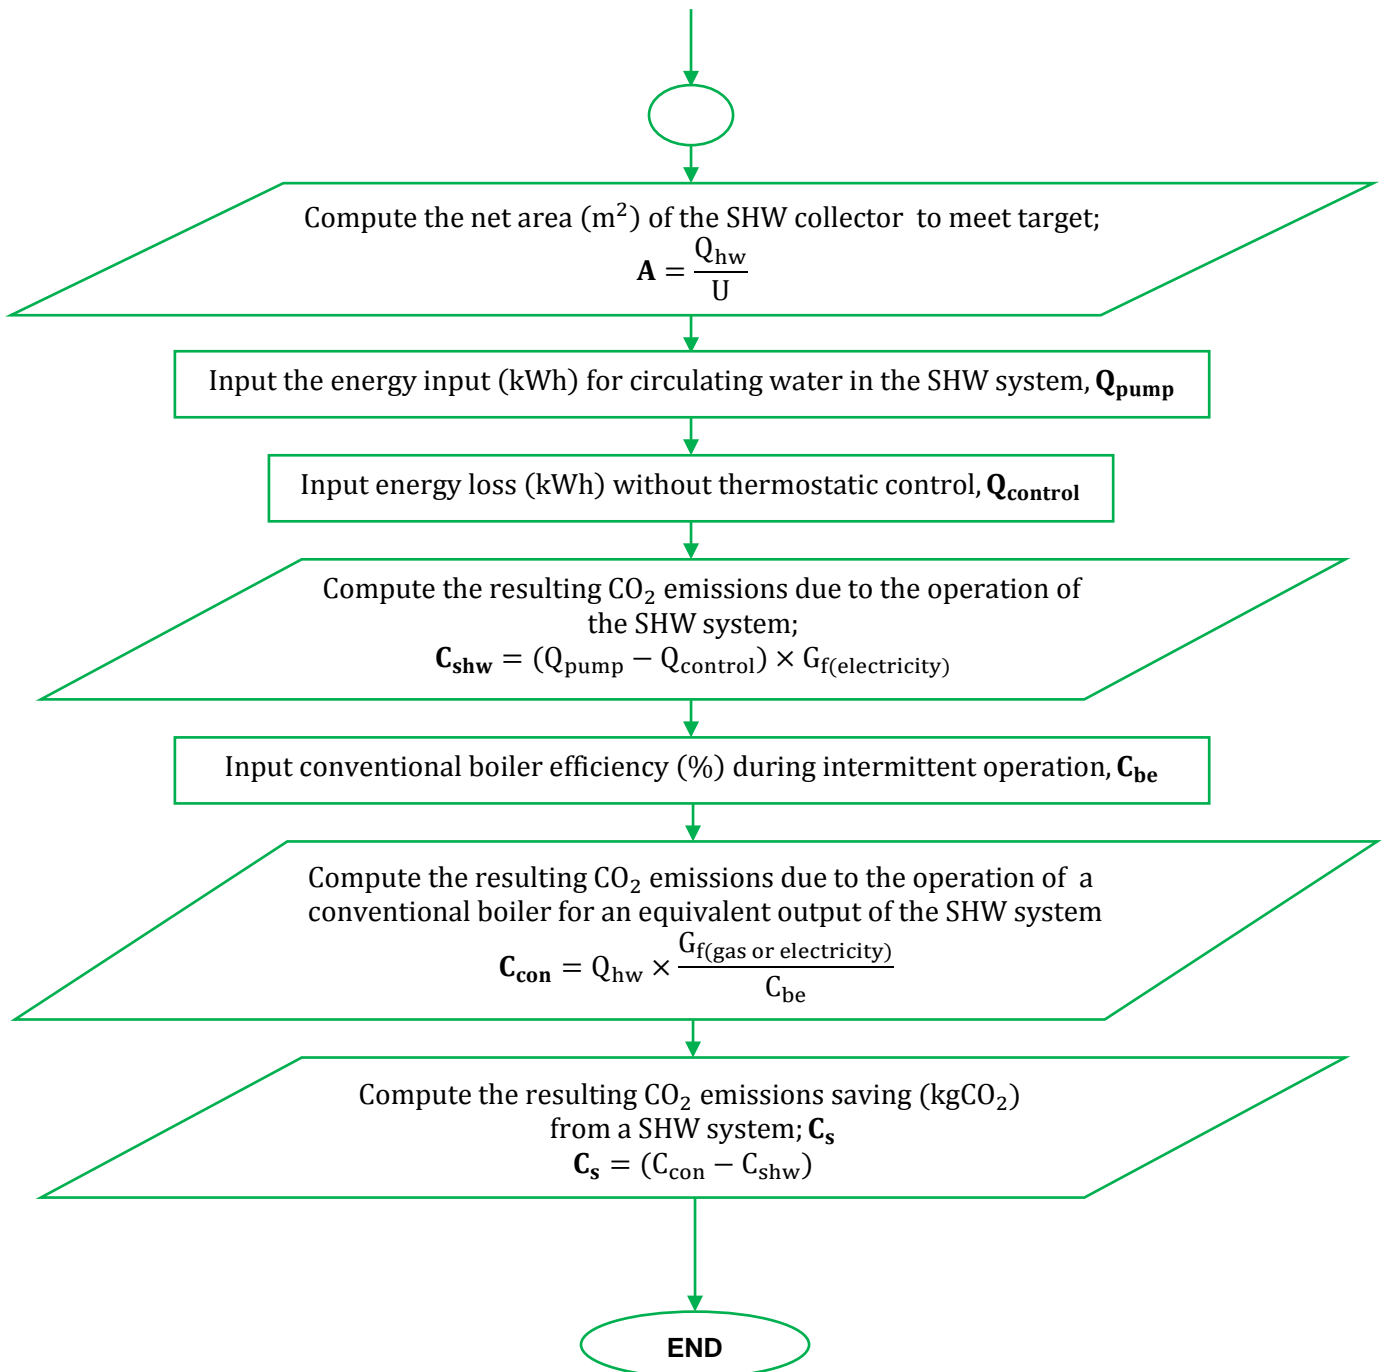 Compute the net area (m²) of the SHW collector to meet target;
A = Q_hw / U
Input the energy input (kWh) for circulating water in the SHW system, Q_pump
Input energy loss (kWh) without thermostatic control, Q_control
Compute the resulting CO₂ emissions due to the operation of
the SHW system;
C_shw = (Q_pump − Q_control) × G_f(electricity)
Input conventional boiler efficiency (%) during intermittent operation, C_be
Compute the resulting CO₂ emissions due to the operation of a
conventional boiler for an equivalent output of the SHW system
C_con = Q_hw × G_f(gas or electricity) / C_be
Compute the resulting CO₂ emissions saving (kgCO₂)
from a SHW system; C_s
C_s = (C_con − C_shw)
END